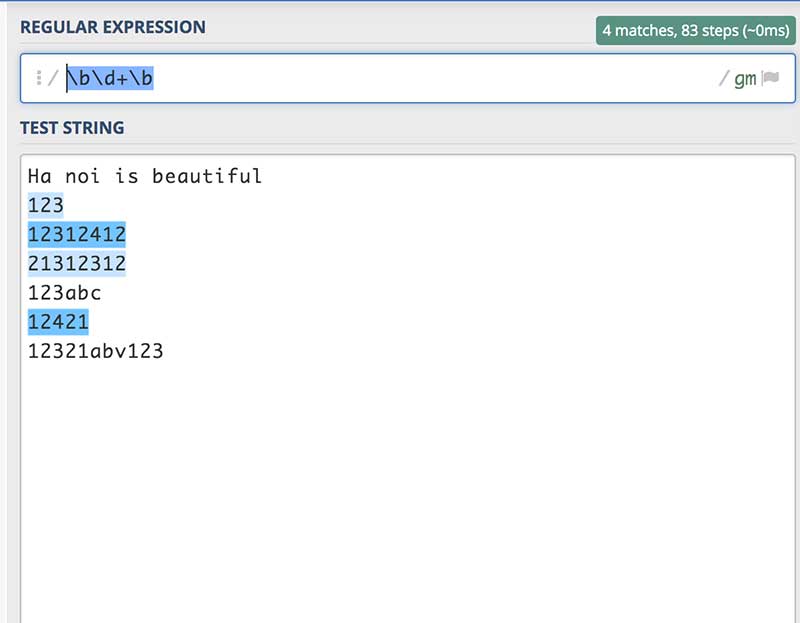 REGULAR EXPRESSION
4 matches, 83 steps (~0ms)
/ \b\d+\b / gm
TEST STRING
Ha noi is beautiful
123
12312412
21312312
123abc
12421
12321abv123